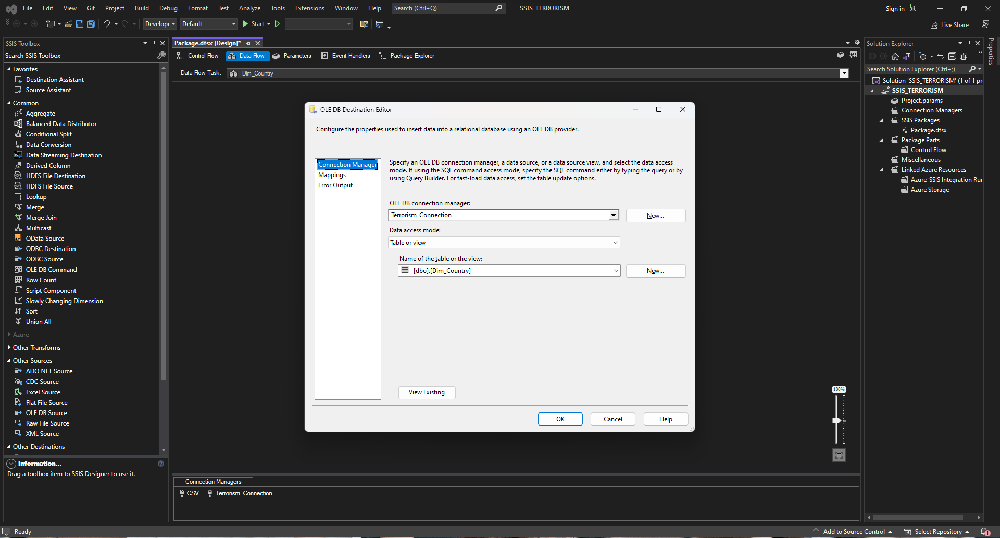 File Edit View Git Project Build Debug Format Test Analyze Tools Extensions Window Help Search (Ctrl+Q) SSIS_TERRORISM Sign in
Developı Default Start Live Share
SSIS Toolbox
Search SSIS Toolbox
Favorites
Destination Assistant
Source Assistant
Common
Aggregate
Balanced Data Distributor
Conditional Split
Data Conversion
Data Streaming Destination
Derived Column
HDFS File Destination
HDFS File Source
Lookup
Merge
Merge Join
Multicast
OData Source
ODBC Destination
ODBC Source
OLE DB Command
Row Count
Script Component
Slowly Changing Dimension
Sort
Union All
Azure
Other Transforms
Other Sources
ADO NET Source
CDC Source
Excel Source
Flat File Source
OLE DB Source
Raw File Source
XML Source
Other Destinations
Information...
Drag a toolbox item to SSIS Designer to use it.
Package.dtsx [Design]*
Control Flow Data Flow Parameters Event Handlers Package Explorer
Data Flow Task: Dim_Country
OLE DB Destination Editor
Configure the properties used to insert data into a relational database using an OLE DB provider.
Connection Manager
Mappings
Error Output
Specify an OLE DB connection manager, a data source, or a data source view, and select the data access
mode. If using the SQL command access mode, specify the SQL command either by typing the query or by
using Query Builder. For fast-load data access, set the table update options.
OLE DB connection manager:
Terrorism_Connection New...
Data access mode:
Table or view
Name of the table or the view:
[dbo].[Dim_Country] New...
View Existing
OK Cancel Help
100%
Connection Managers
CSV Terrorism_Connection
Solution Explorer
Search Solution Explorer (Ctrl+;)
Solution 'SSIS_TERRORISM' (1 of 1 pr
SSIS_TERRORISM
Project.params
Connection Managers
SSIS Packages
Package.dtsx
Package Parts
Control Flow
Miscellaneous
Linked Azure Resources
Azure-SSIS Integration Run
Azure Storage
Properties
Ready Add to Source Control Select Repository 1